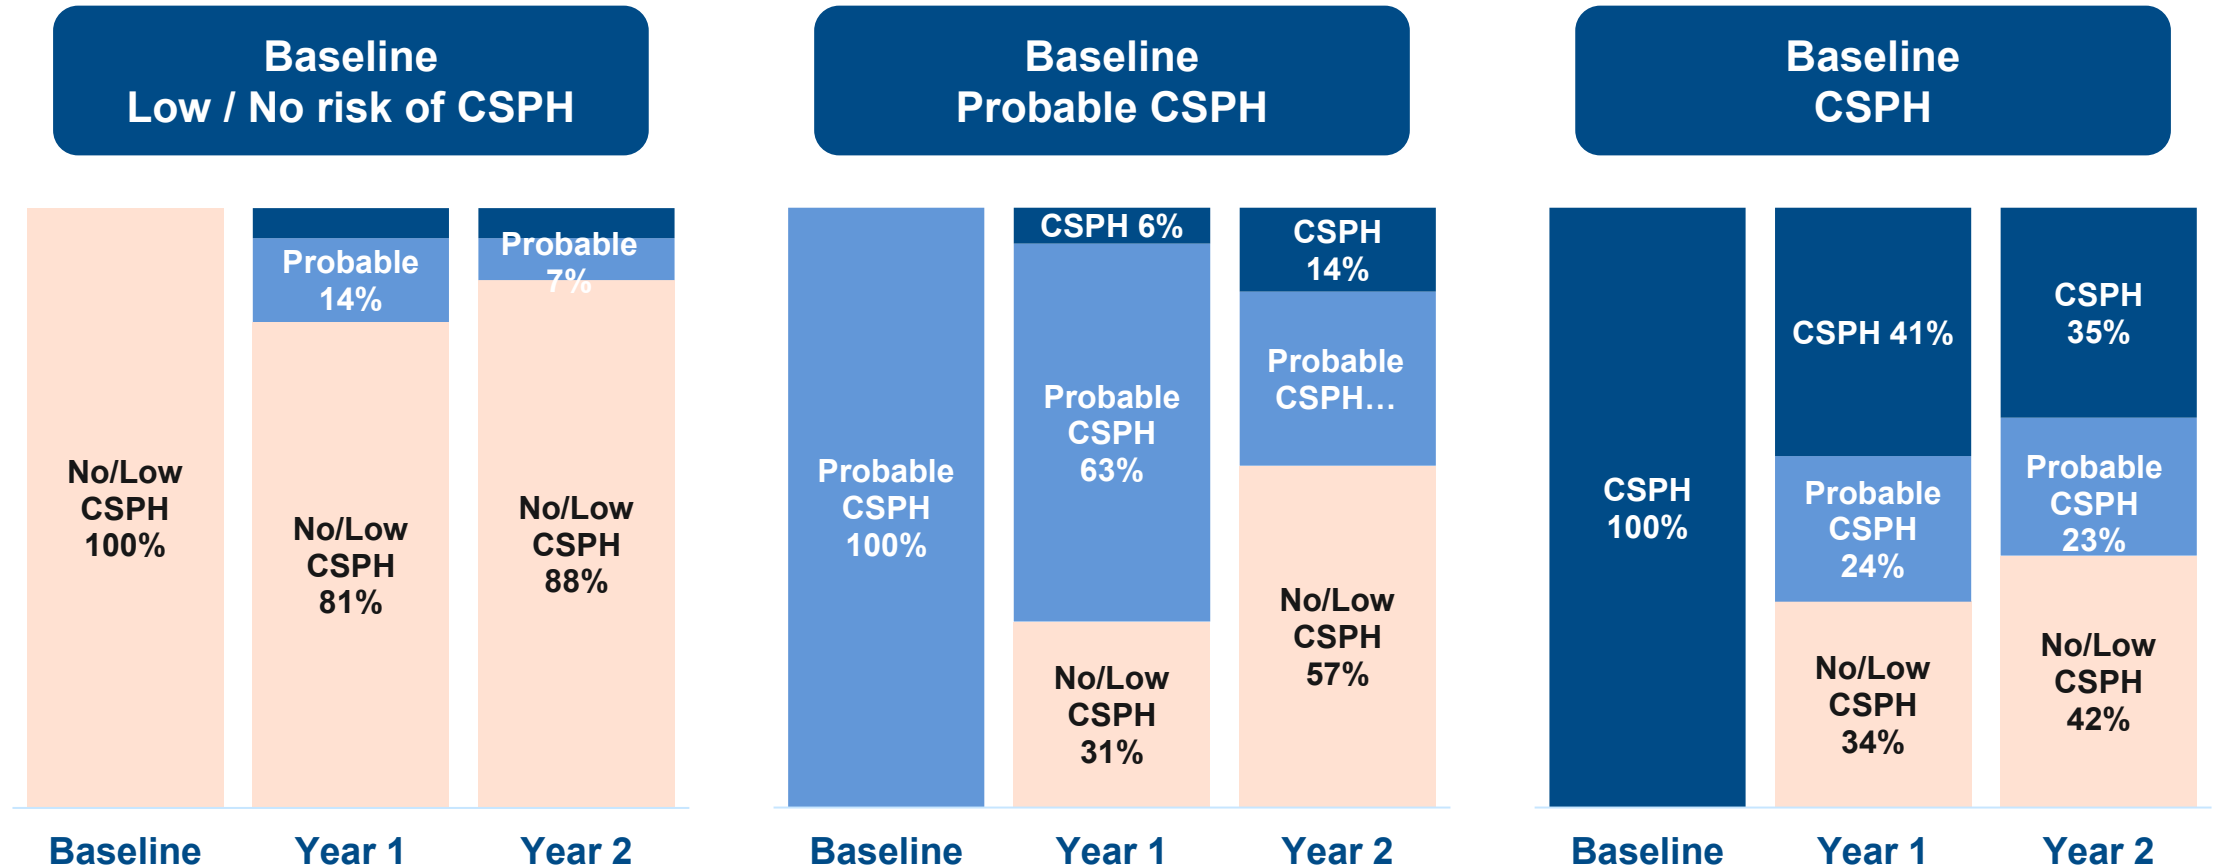 Baseline
Low / No risk of CSPH
No/Low
CSPH
100%
Probable
14%
No/Low
CSPH
81%
Probable
7%
No/Low
CSPH
88%
Baseline
Year 1
Year 2
Baseline
Probable CSPH
Probable
CSPH
100%
CSPH 6%
Probable
CSPH
63%
No/Low
CSPH
31%
CSPH
14%
Probable
CSPH...
No/Low
CSPH
57%
Baseline
Year 1
Year 2
Baseline
CSPH
CSPH
100%
CSPH 41%
Probable
CSPH
24%
No/Low
CSPH
34%
CSPH
35%
Probable
CSPH
23%
No/Low
CSPH
42%
Baseline
Year 1
Year 2